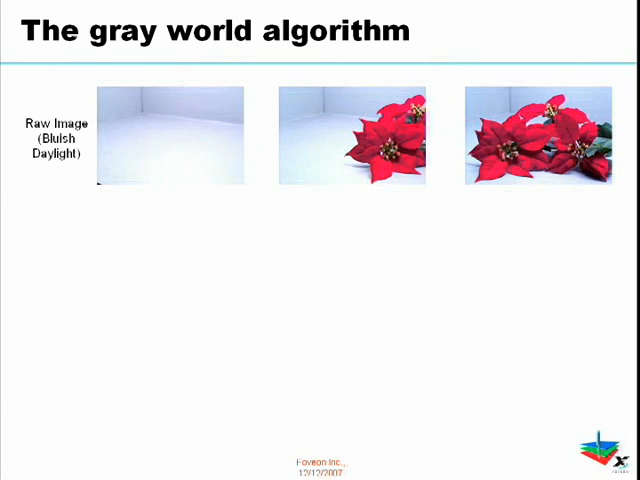 The gray world algorithm
Raw Image
(Bluish
Daylight)
Foveon Inc.,
12/12/2007